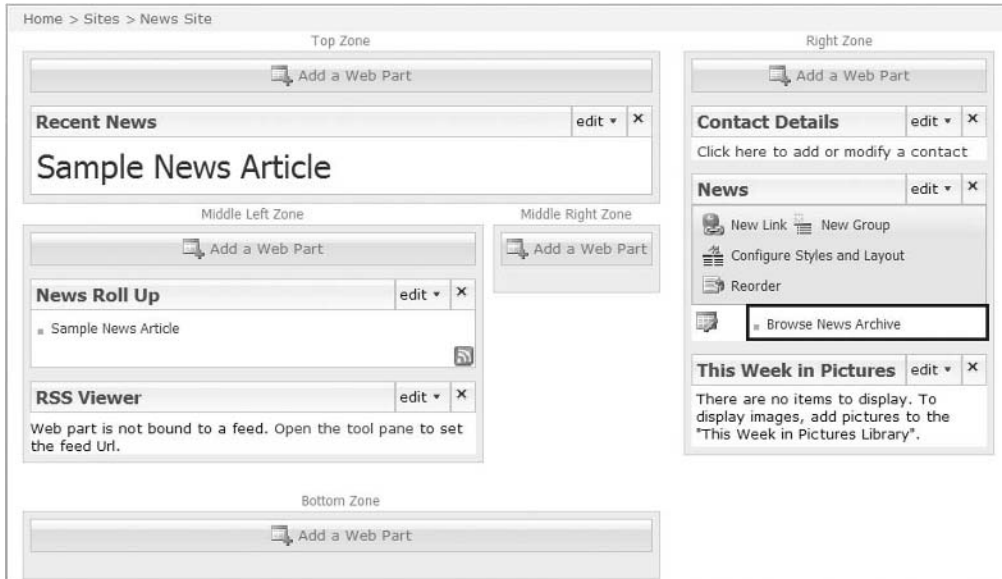 Home > Sites > News Site
Top Zone
Add a Web Part
Recent News
edit
Sample News Article
Middle Left Zone
Add a Web Part
News Roll Up
edit
Sample News Article
RSS Viewer
edit
Web part is not bound to a feed. Open the tool pane to set
the feed Url.
Middle Right Zone
Add a Web Part
Bottom Zone
Add a Web Part
Right Zone
Add a Web Part
Contact Details
edit
Click here to add or modify a contact
News
edit
New Link New Group
Configure Styles and Layout
Reorder
Browse News Archive
This Week in Pictures
edit
There are no items to display. To
display images, add pictures to the
"This Week in Pictures Library".